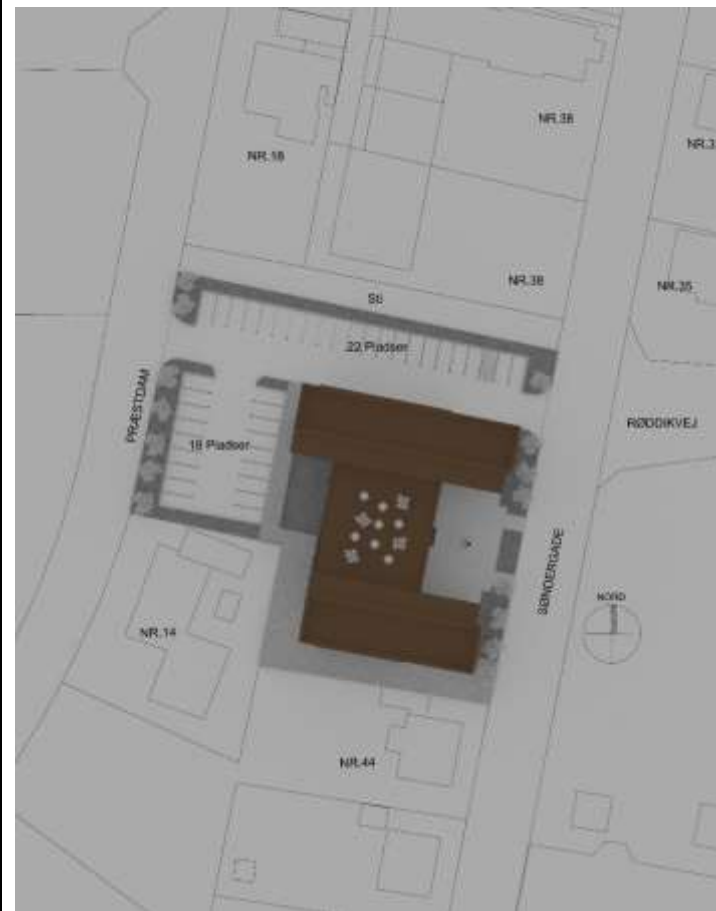 NR.38
NR.3
NR.18
NR.36
NR.35
Sti
22 Pladser
PRÆSTDAM
RØDDIKVEJ
18 Pladser
SØNDERGADE
NORD
NR.14
NR.44